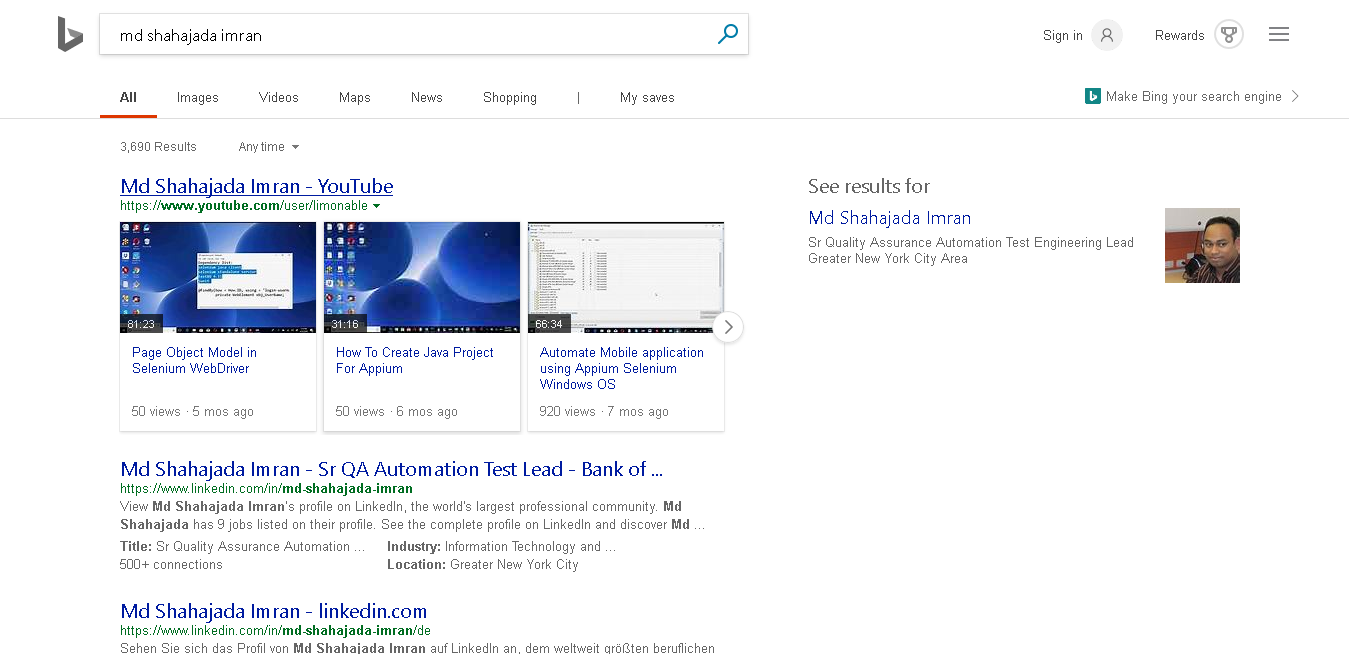 md shahajada imran
Sign in
Rewards
All Images Videos Maps News Shopping | My saves
Make Bing your search engine
3,690 Results Any time
Md Shahajada Imran - YouTube
https://www.youtube.com/user/limonable
81:23
31:16
66:34
Page Object Model in
Selenium WebDriver
50 views · 5 mos ago
How To Create Java Project
For Appium
50 views · 6 mos ago
Automate Mobile application
using Appium Selenium
Windows OS
920 views · 7 mos ago
Md Shahajada Imran - Sr QA Automation Test Lead - Bank of ...
https://www.linkedin.com/in/md-shahajada-imran
View Md Shahajada Imran's profile on LinkedIn, the world's largest professional community. Md
Shahajada has 9 jobs listed on their profile. See the complete profile on LinkedIn and discover Md ...
Title: Sr Quality Assurance Automation ...
500+ connections
Industry: Information Technology and ...
Location: Greater New York City
Md Shahajada Imran - linkedin.com
https://www.linkedin.com/in/md-shahajada-imran/de
Sehen Sie sich das Profil von Md Shahajada Imran auf LinkedIn an, dem weltweit größten beruflichen
See results for
Md Shahajada Imran
Sr Quality Assurance Automation Test Engineering Lead
Greater New York City Area